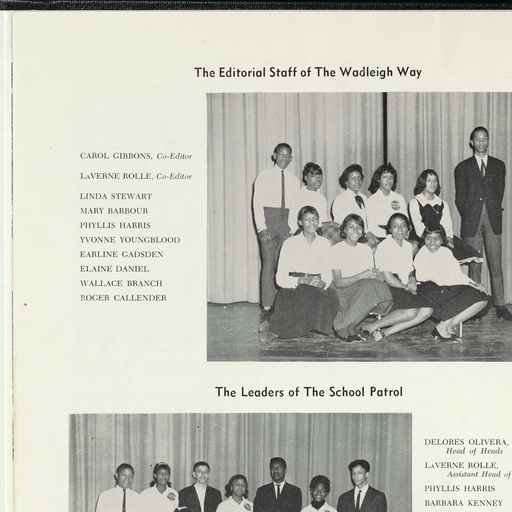 The Editorial Staff of The Wadleigh Way
CAROL GIBBONS, Co-Editor
LaVERNE ROLLE, Co-Editor
LINDA STEWART
MARY BARBOUR
PHYLLIS HARRIS
YVONNE YOUNGBLOOD
EARLINE GADSDEN
ELAINE DANIEL
WALLACE BRANCH
ROGER CALLENDER
The Leaders of The School Patrol
DELORES OLIVERA,
Head of Heads
LaVERNE ROLLE,
Assistant Head of
PHYLLIS HARRIS
BARBARA KENNEY